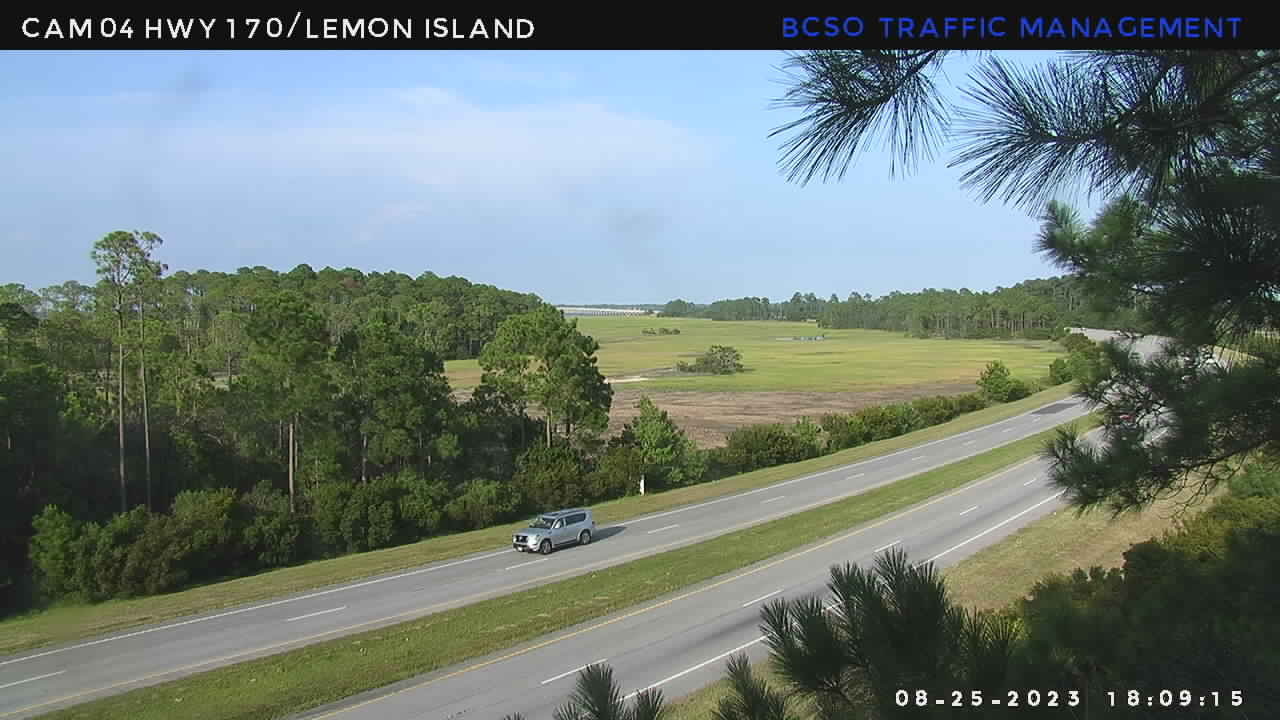 CAM 04 HWY 170/LEMON ISLAND
BCSO TRAFFIC MANAGEMENT
08-25-2023 18:09:15